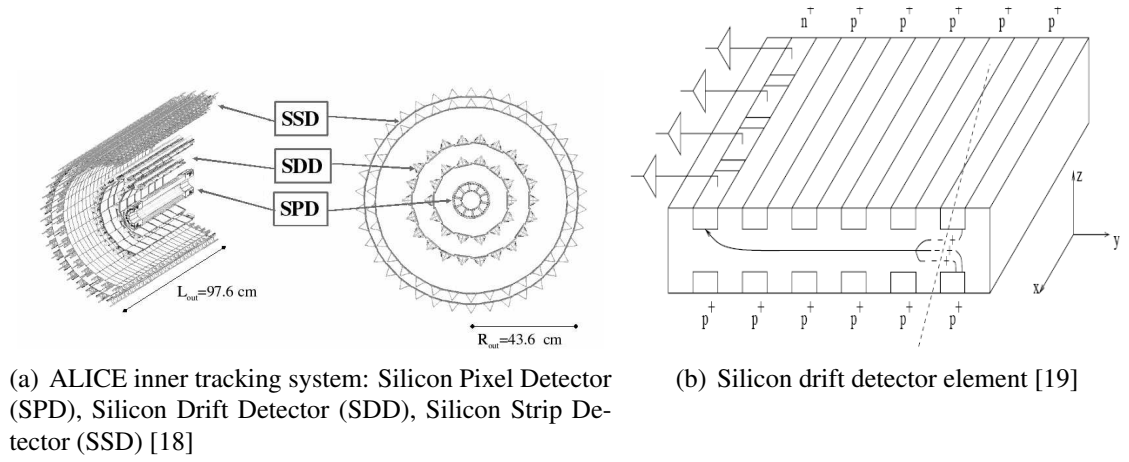 SSD
SDD
SPD
L_out=97.6 cm
R_out=43.6 cm
n+ p+ p+ p+ p+ p+
z
y
x
p+ p+ p+ p+ p+ p+
(a) ALICE inner tracking system: Silicon Pixel Detector
(SPD), Silicon Drift Detector (SDD), Silicon Strip De-
tector (SSD) [18]
(b) Silicon drift detector element [19]